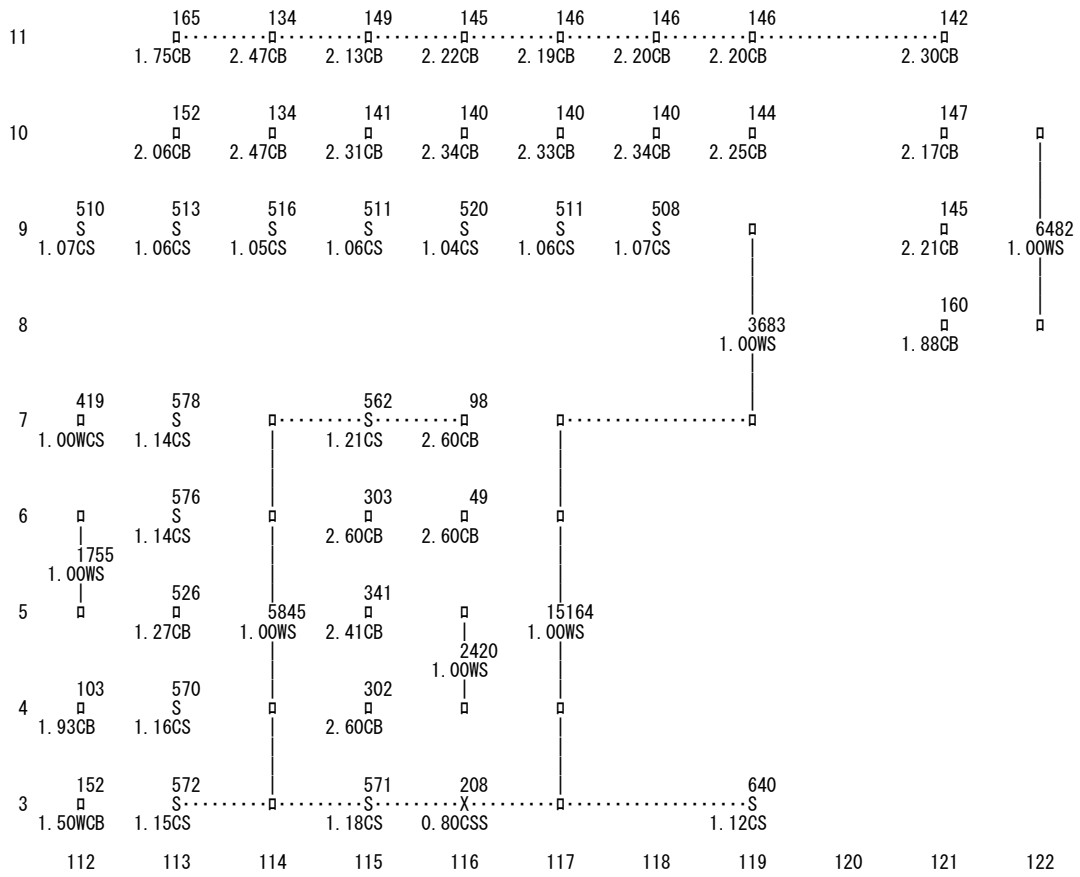 165 134 149 145 146 146 146 142
11
1.75CB 2.47CB 2.13CB 2.22CB 2.19CB 2.20CB 2.20CB 2.30CB
152 134 141 140 140 140 144 147
10
2.06CB 2.47CB 2.31CB 2.34CB 2.33CB 2.34CB 2.25CB 2.17CB
510 513 516 511 520 511 508 145
9 S S S S S S S 6482
1.07CS 1.06CS 1.05CS 1.06CS 1.04CS 1.06CS 1.07CS 2.21CB 1.00WS
160
8 3683
1.00WS 1.88CB
419 578 562 98
7 S S
1.00WCS 1.14CS 1.21CS 2.60CB
576 303 49
6 S
1.14CS 2.60CB 2.60CB
1755
1.00WS
526 341
5 5845 15164
1.27CB 1.00WS 2.41CB 1.00WS
2420
1.00WS
103 570 302
4 S
1.93CB 1.16CS 2.60CB
152 572 571 208 640
3 S S X S
1.50WCB 1.15CS 1.18CS 0.80CSS 1.12CS
112 113 114 115 116 117 118 119 120 121 122